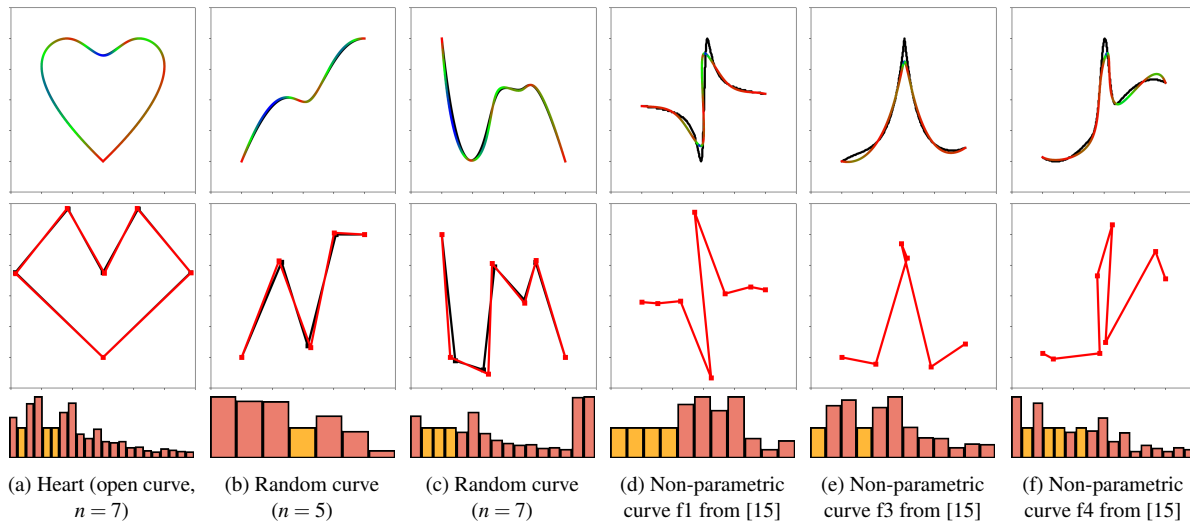 (a) Heart (open curve,
n = 7)
(b) Random curve
(n = 5)
(c) Random curve
(n = 7)
(d) Non-parametric
curve f1 from [15]
(e) Non-parametric
curve f3 from [15]
(f) Non-parametric
curve f4 from [15]